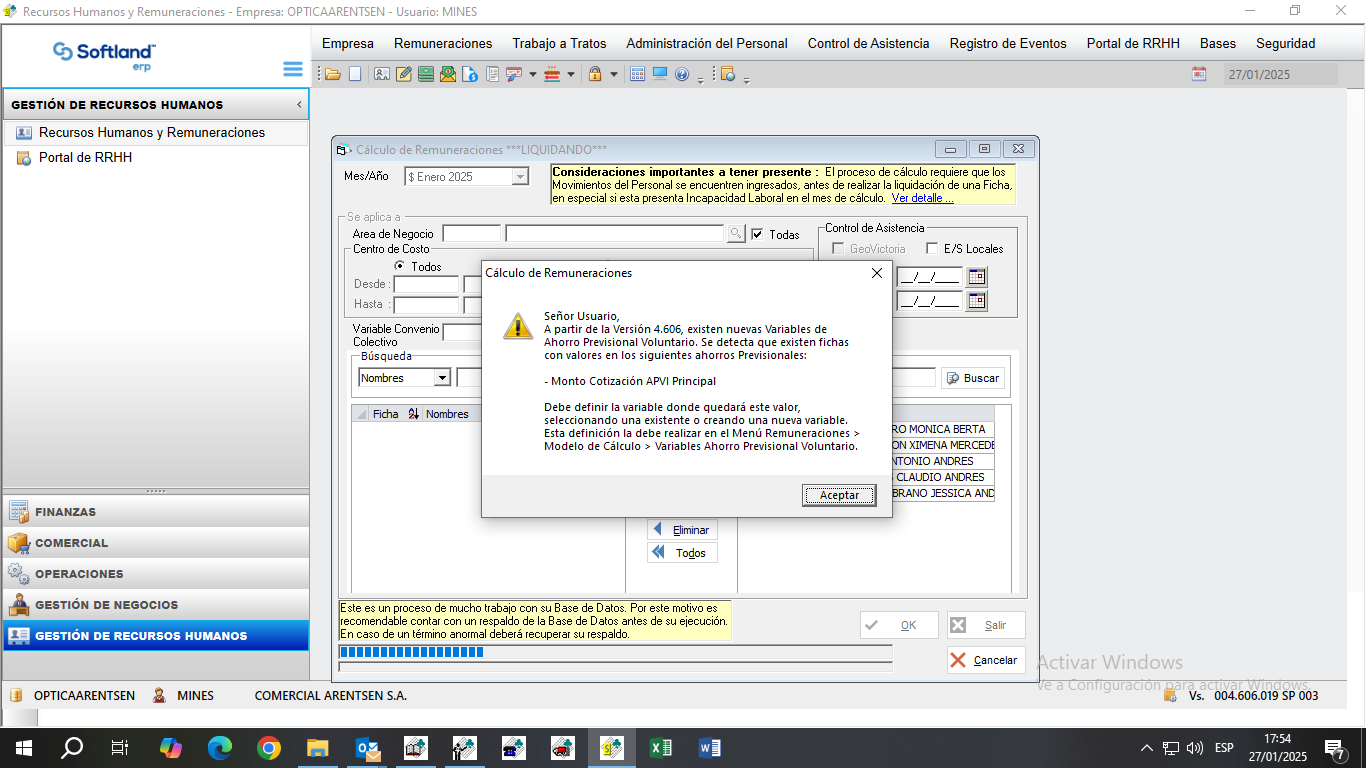 Recursos Humanos y Remuneraciones - Empresa: OPTICAARENTSEN - Usuario: MINES
Softland
erp
Empresa Remuneraciones Trabajo a Tratos Administración del Personal Control de Asistencia Registro de Eventos Portal de RRHH Bases Seguridad
27/01/2025
GESTIÓN DE RECURSOS HUMANOS
Recursos Humanos y Remuneraciones
Portal de RRHH
Cálculo de Remuneraciones ***LIQUIDANDO***
Mes/Año $ Enero 2025
Consideraciones importantes a tener presente : El proceso de cálculo requiere que los
Movimientos del Personal se encuentren ingresados, antes de realizar la liquidación de una Ficha,
en especial si esta presenta Incapacidad Laboral en el mes de cálculo. Ver detalle ...
Se aplica a
Area de Negocio Todas
Control de Asistencia
GeoVictoria E/S Locales
Centro de Costo
Todos
Desde :
Hasta :
__/__/____
__/__/____
Variable Convenio
Colectivo
Búsqueda
Nombres
Buscar
Ficha Nombres
RO MONICA BERTA
ON XIMENA MERCEDE
NTONIO ANDRES
CLAUDIO ANDRES
BRANO JESSICA AND
Cálculo de Remuneraciones
Señor Usuario,
A partir de la Versión 4.606, existen nuevas Variables de
Ahorro Previsional Voluntario. Se detecta que existen fichas
con valores en los siguientes ahorros Previsionales:
- Monto Cotización APVI Principal
Debe definir la variable donde quedará este valor,
seleccionando una existente o creando una nueva variable.
Esta definición la debe realizar en el Menú Remuneraciones >
Modelo de Cálculo > Variables Ahorro Previsional Voluntario.
Aceptar
Eliminar
Todos
Este es un proceso de mucho trabajo con su Base de Datos. Por este motivo es
recomendable contar con un respaldo de la Base de Datos antes de su ejecución.
En caso de un término anormal deberá recuperar su respaldo.
OK Salir
Cancelar
FINANZAS
COMERCIAL
OPERACIONES
GESTIÓN DE NEGOCIOS
GESTIÓN DE RECURSOS HUMANOS
Activar Windows
Ve a Configuración para activar Windows.
OPTICAARENTSEN MINES COMERCIAL ARENTSEN S.A. Vs. 004.606.019 SP 003
ESP
17:54
27/01/2025
7